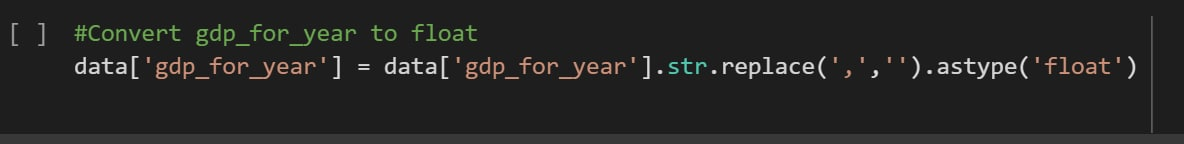 [ ] #Convert gdp_for_year to float
data['gdp_for_year'] = data['gdp_for_year'].str.replace(',','').astype('float')